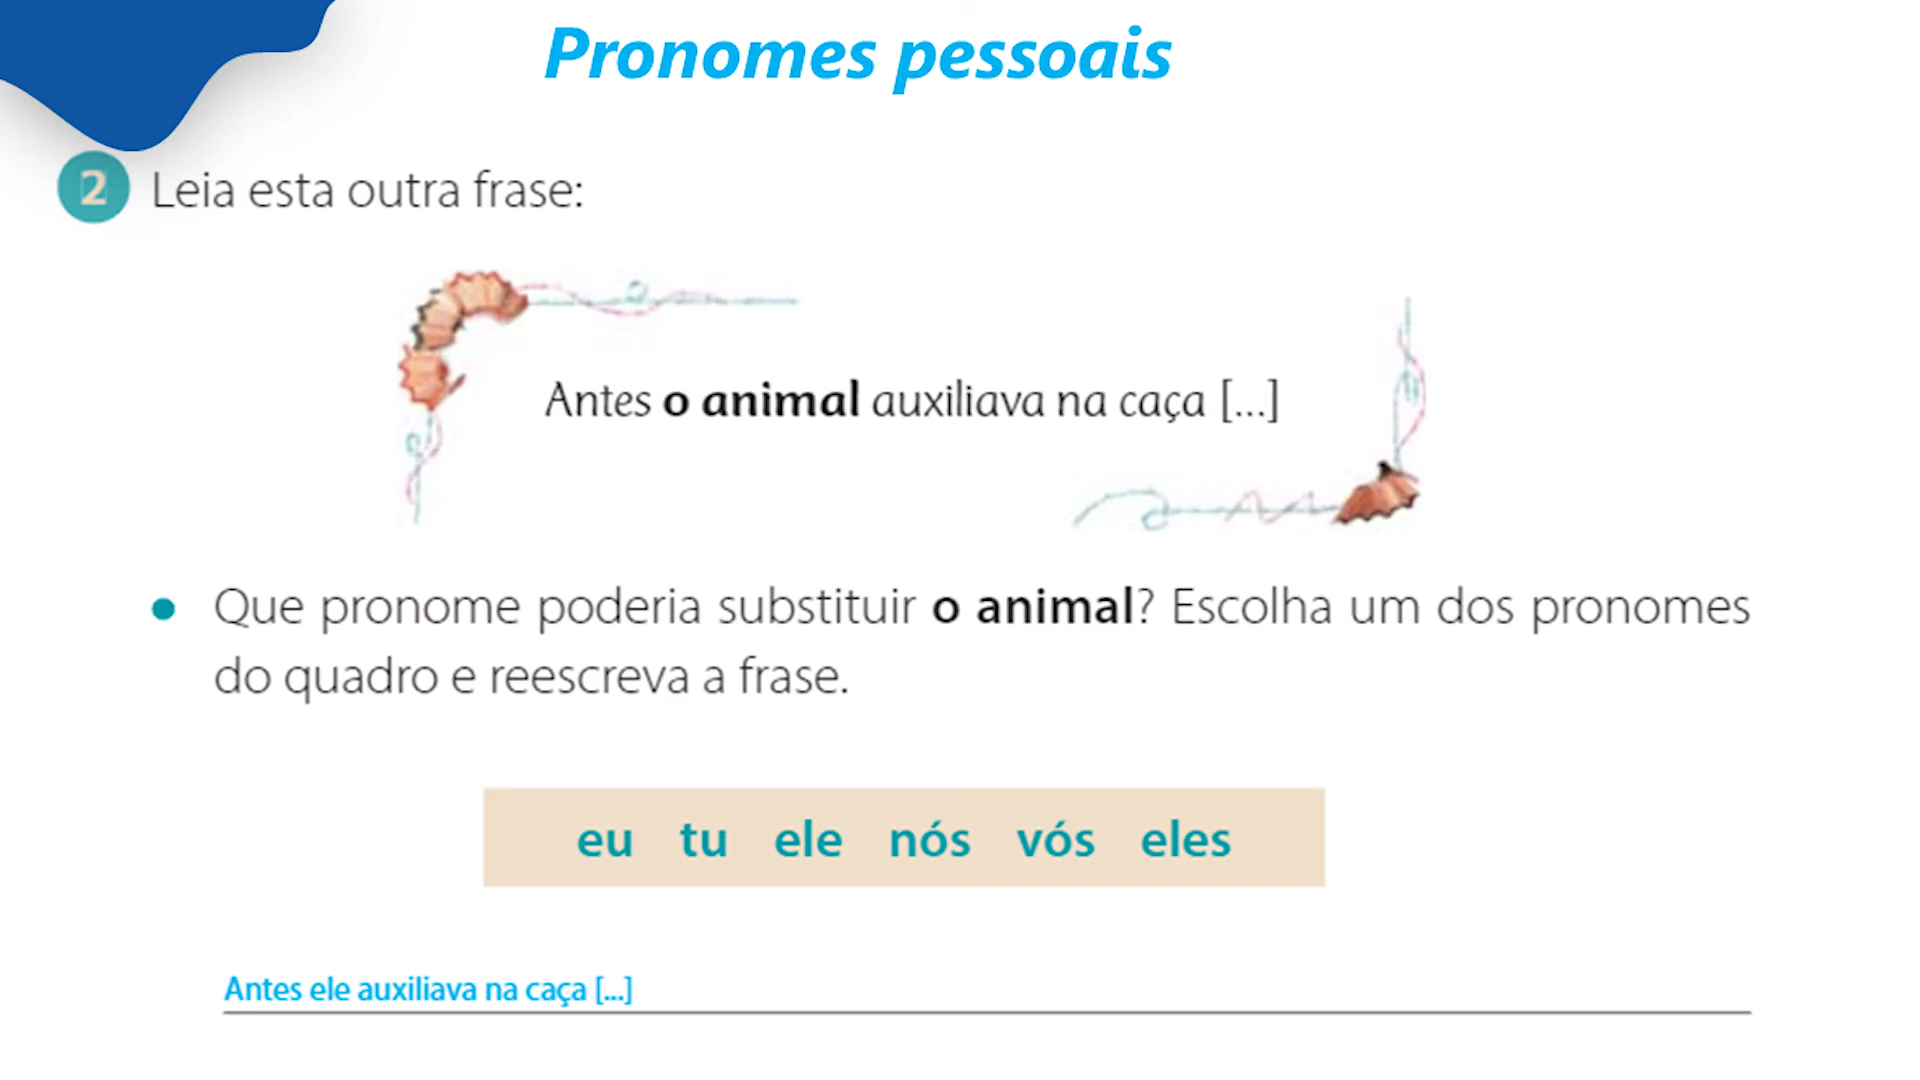 Pronomes pessoais
2 Leia esta outra frase:
Antes o animal auxiliava na caça [...]
• Que pronome poderia substituir o animal? Escolha um dos pronomes
do quadro e reescreva a frase.
eu tu ele nós vós eles
Antes ele auxiliava na caça [...]